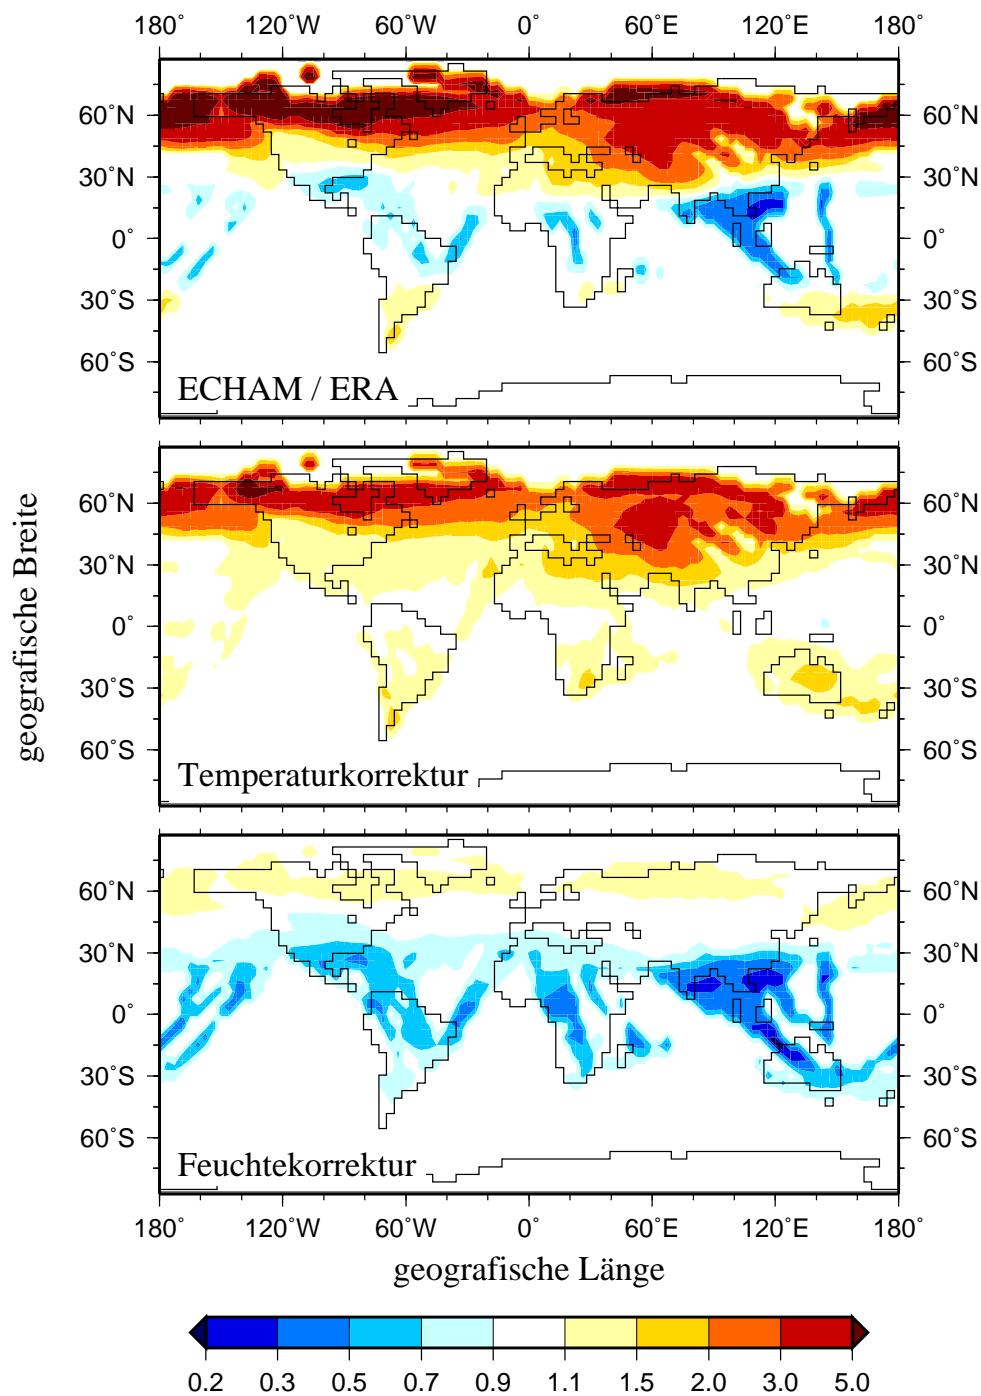 180˚ 120˚W 60˚W 0˚ 60˚E 120˚E 180˚
60˚N 60˚N
30˚N 30˚N
0˚ 0˚
30˚S 30˚S
60˚S 60˚S
ECHAM / ERA
geografische Breite
60˚N 60˚N
30˚N 30˚N
0˚ 0˚
30˚S 30˚S
60˚S 60˚S
Temperaturkorrektur
60˚N 60˚N
30˚N 30˚N
0˚ 0˚
30˚S 30˚S
60˚S 60˚S
Feuchtekorrektur
180˚ 120˚W 60˚W 0˚ 60˚E 120˚E 180˚
geografische Länge
0.2 0.3 0.5 0.7 0.9 1.1 1.5 2.0 3.0 5.0